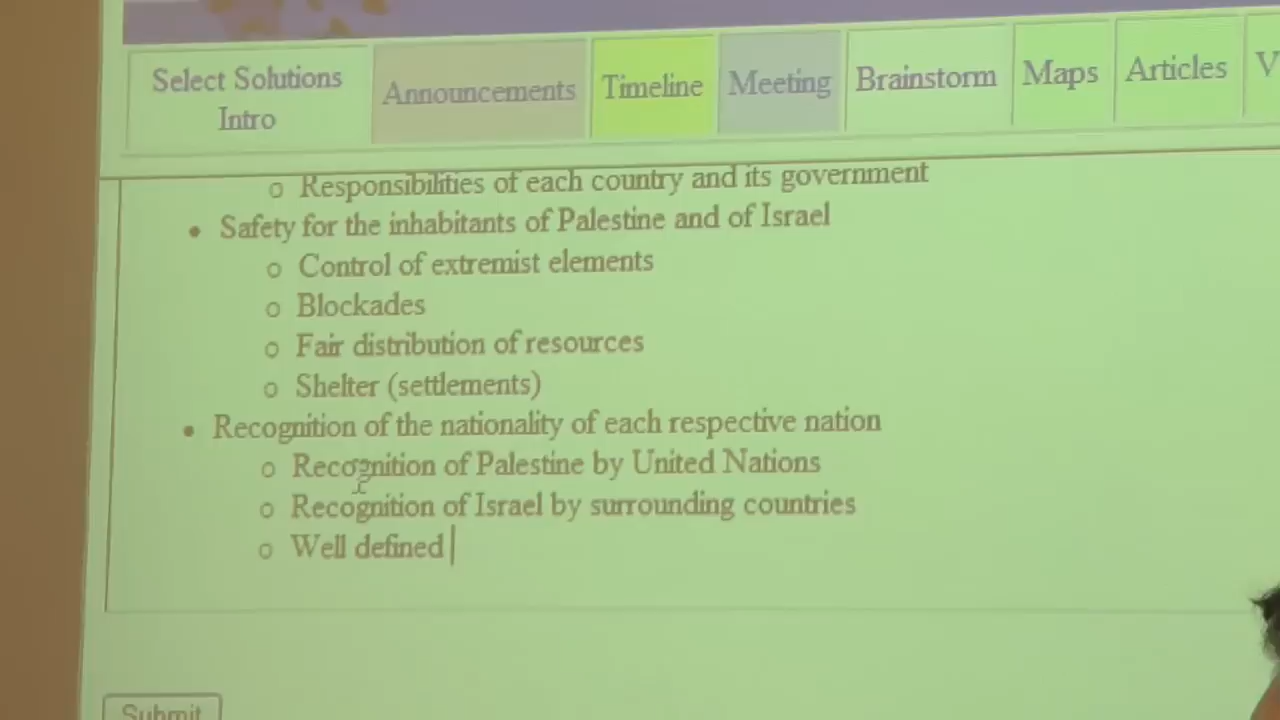 Select Solutions
Intro
Announcements
Timeline
Meeting
Brainstorm
Maps
Articles
V
o Responsibilities of each country and its government
• Safety for the inhabitants of Palestine and of Israel
o Control of extremist elements
o Blockades
o Fair distribution of resources
o Shelter (settlements)
• Recognition of the nationality of each respective nation
o Recognition of Palestine by United Nations
o Recognition of Israel by surrounding countries
o Well defined
Submit